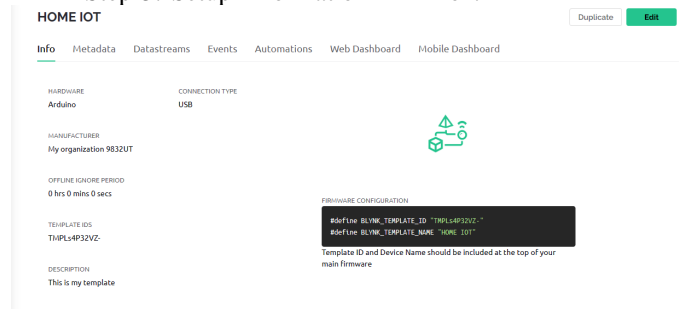 HOME IOT
Duplicate
Edit
Info Metadata Datastreams Events Automations Web Dashboard Mobile Dashboard
HARDWARE
Arduino
CONNECTION TYPE
USB
MANUFACTURER
My organization 9832UT
OFFLINE IGNORE PERIOD
0 hrs 0 mins 0 secs
TEMPLATE IDS
TMPLs4P32VZ-
DESCRIPTION
This is my template
FIRMWARE CONFIGURATION
#define BLYNK_TEMPLATE_ID "TMPLs4P32VZ-"
#define BLYNK_TEMPLATE_NAME "HOME IOT"
Template ID and Device Name should be included at the top of your
main firmware